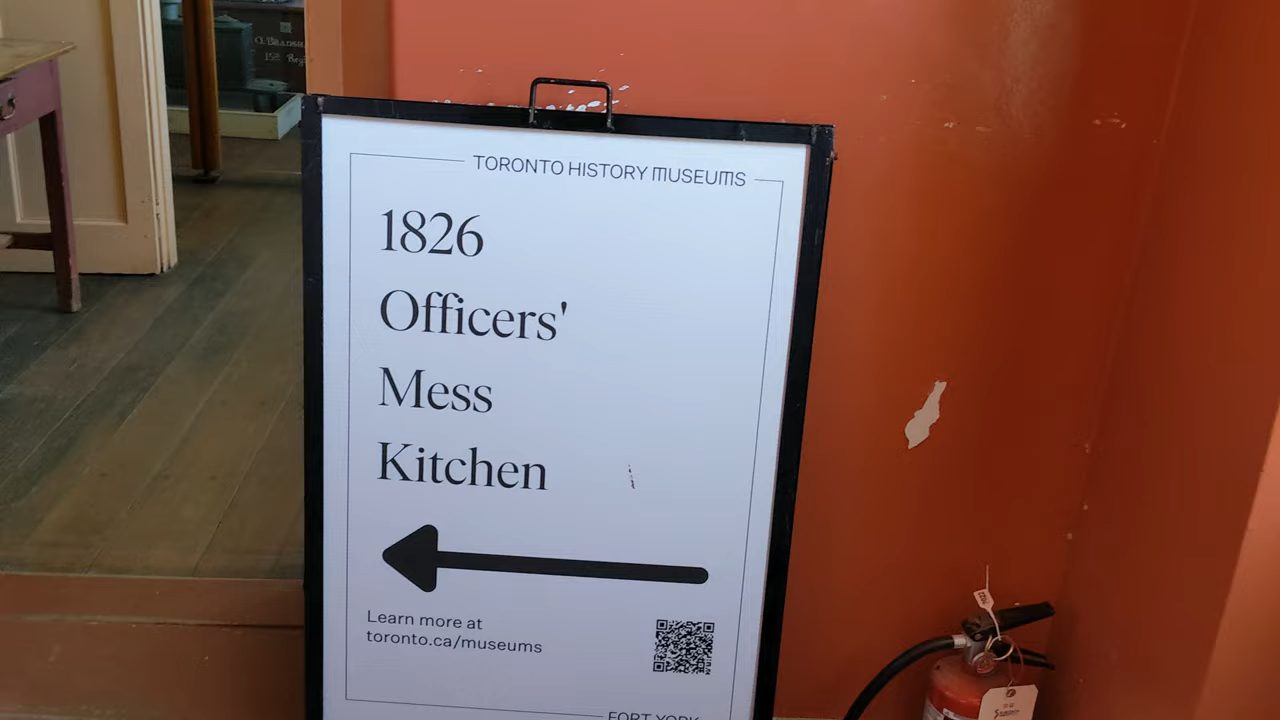 TORONTO HISTORY MUSEUMS
1826
Officers'
Mess
Kitchen
Learn more at
toronto.ca/museums
FORT YORK